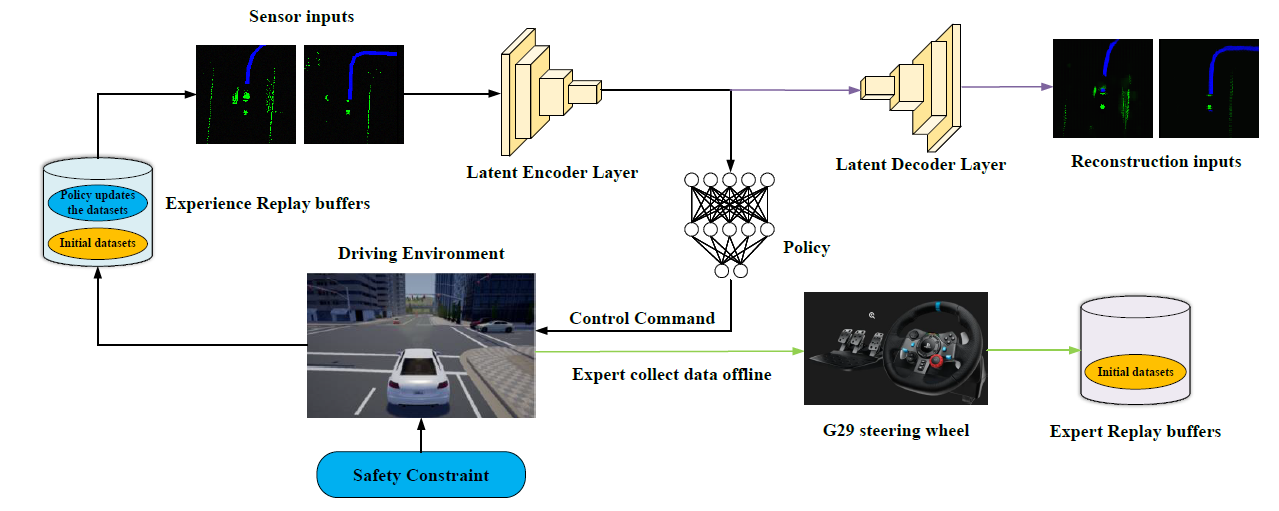 Sensor inputs
Latent Encoder Layer
Latent Decoder Layer
Reconstruction inputs
Policy updates
the datasets
Initial datasets
Experience Replay buffers
Policy
Driving Environment
Control Command
Expert collect data offline
G29 steering wheel
Initial datasets
Expert Replay buffers
Safety Constraint